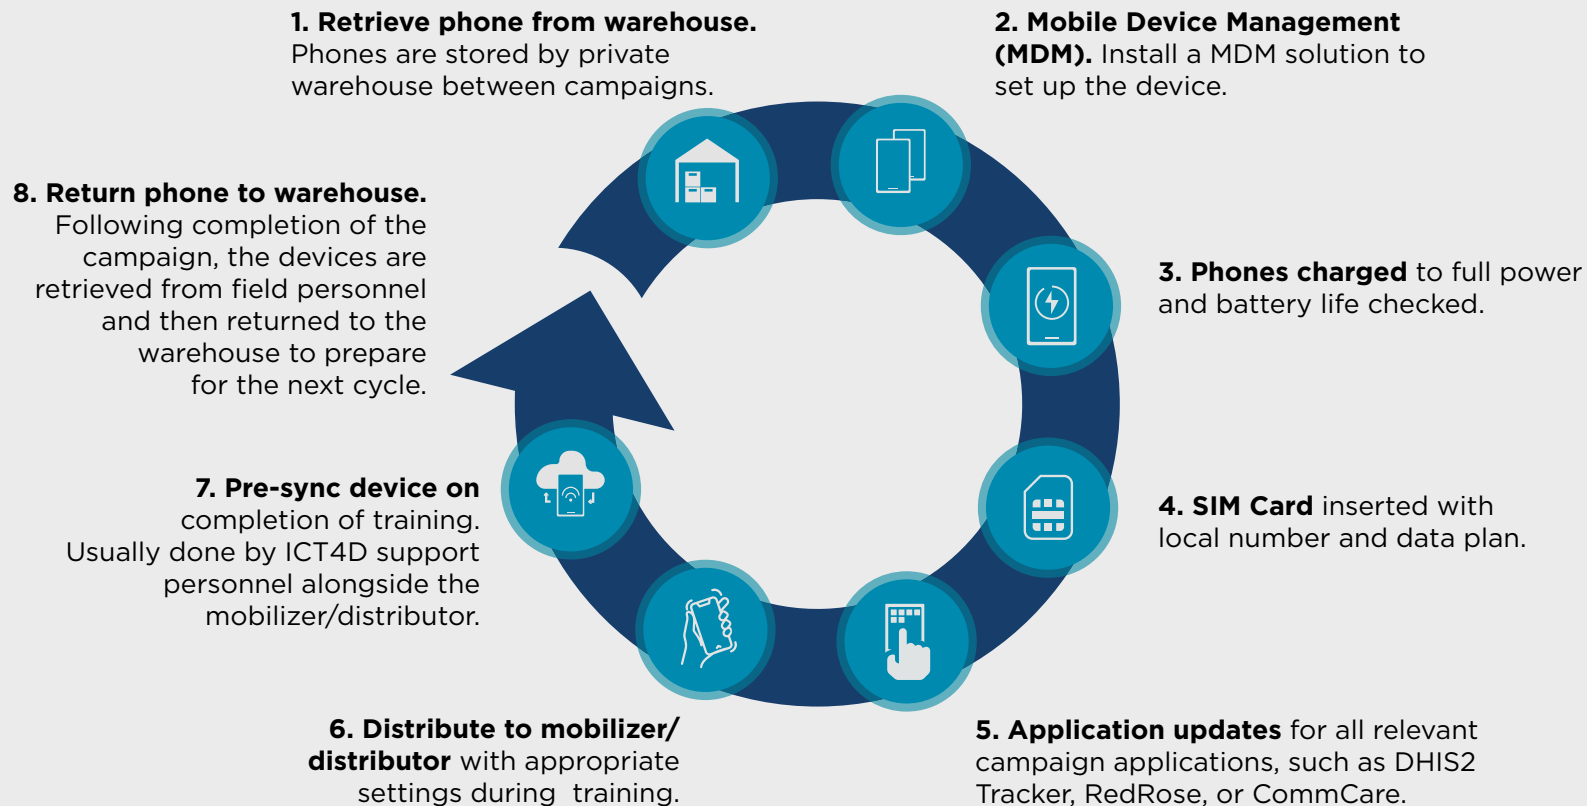 1. Retrieve phone from warehouse.
Phones are stored by private
warehouse between campaigns.
2. Mobile Device Management
(MDM). Install a MDM solution to
set up the device.
3. Phones charged to full power
and battery life checked.
4. SIM Card inserted with
local number and data plan.
5. Application updates for all relevant
campaign applications, such as DHIS2
Tracker, RedRose, or CommCare.
6. Distribute to mobilizer/
distributor with appropriate
settings during training.
7. Pre-sync device on
completion of training.
Usually done by ICT4D support
personnel alongside the
mobilizer/distributor.
8. Return phone to warehouse.
Following completion of the
campaign, the devices are
retrieved from field personnel
and then returned to the
warehouse to prepare
for the next cycle.